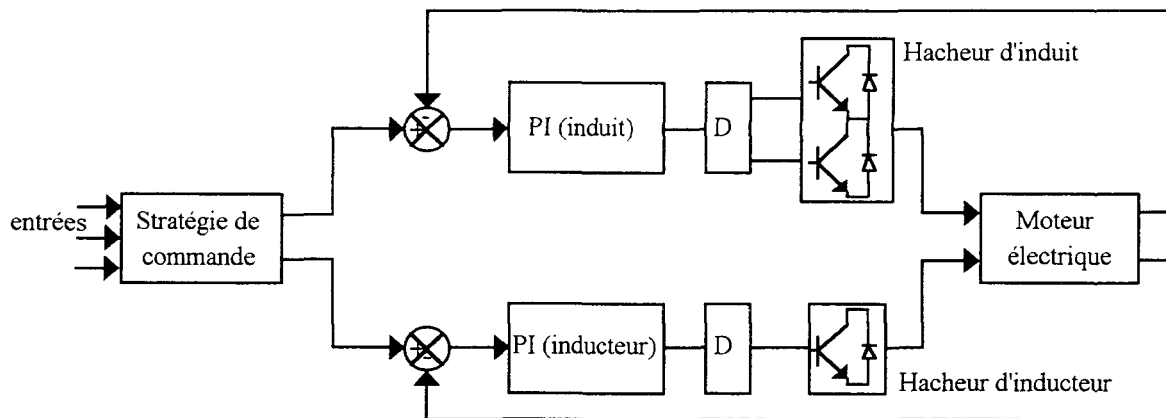 Hacheur d'induit
PI (induit)
D
entrées
Stratégie de
commande
Moteur
électrique
PI (inducteur)
D
Hacheur d'inducteur